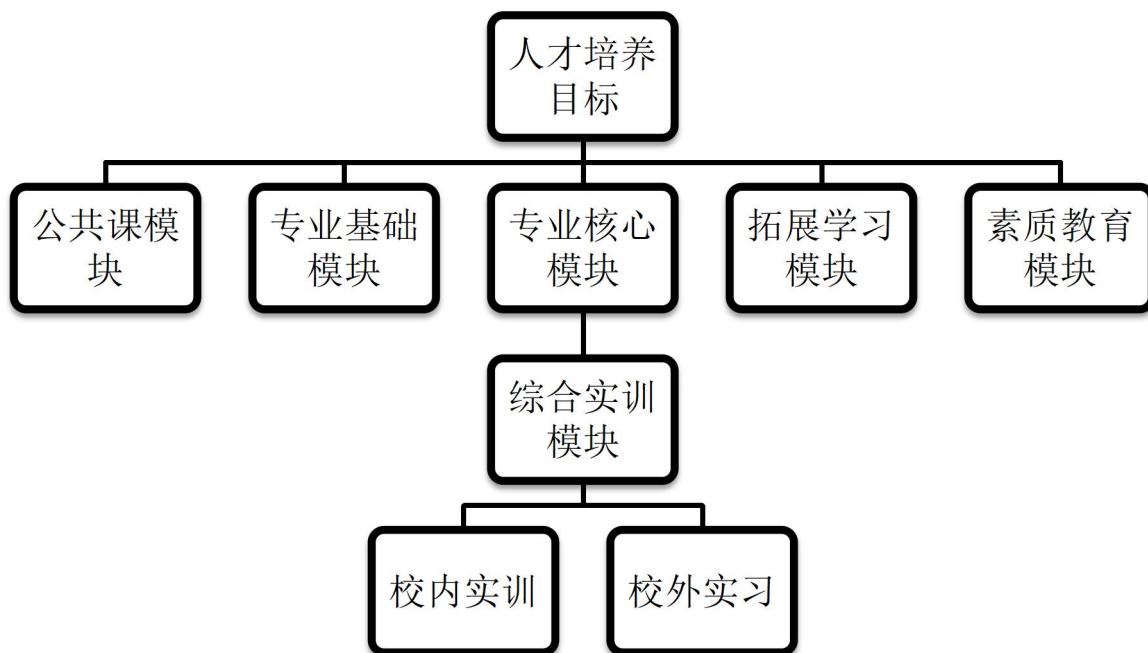 人才培养
目标
公共课模
块
专业基础
模块
专业核心
模块
拓展学习
模块
素质教育
模块
综合实训
模块
校内实训
校外实习